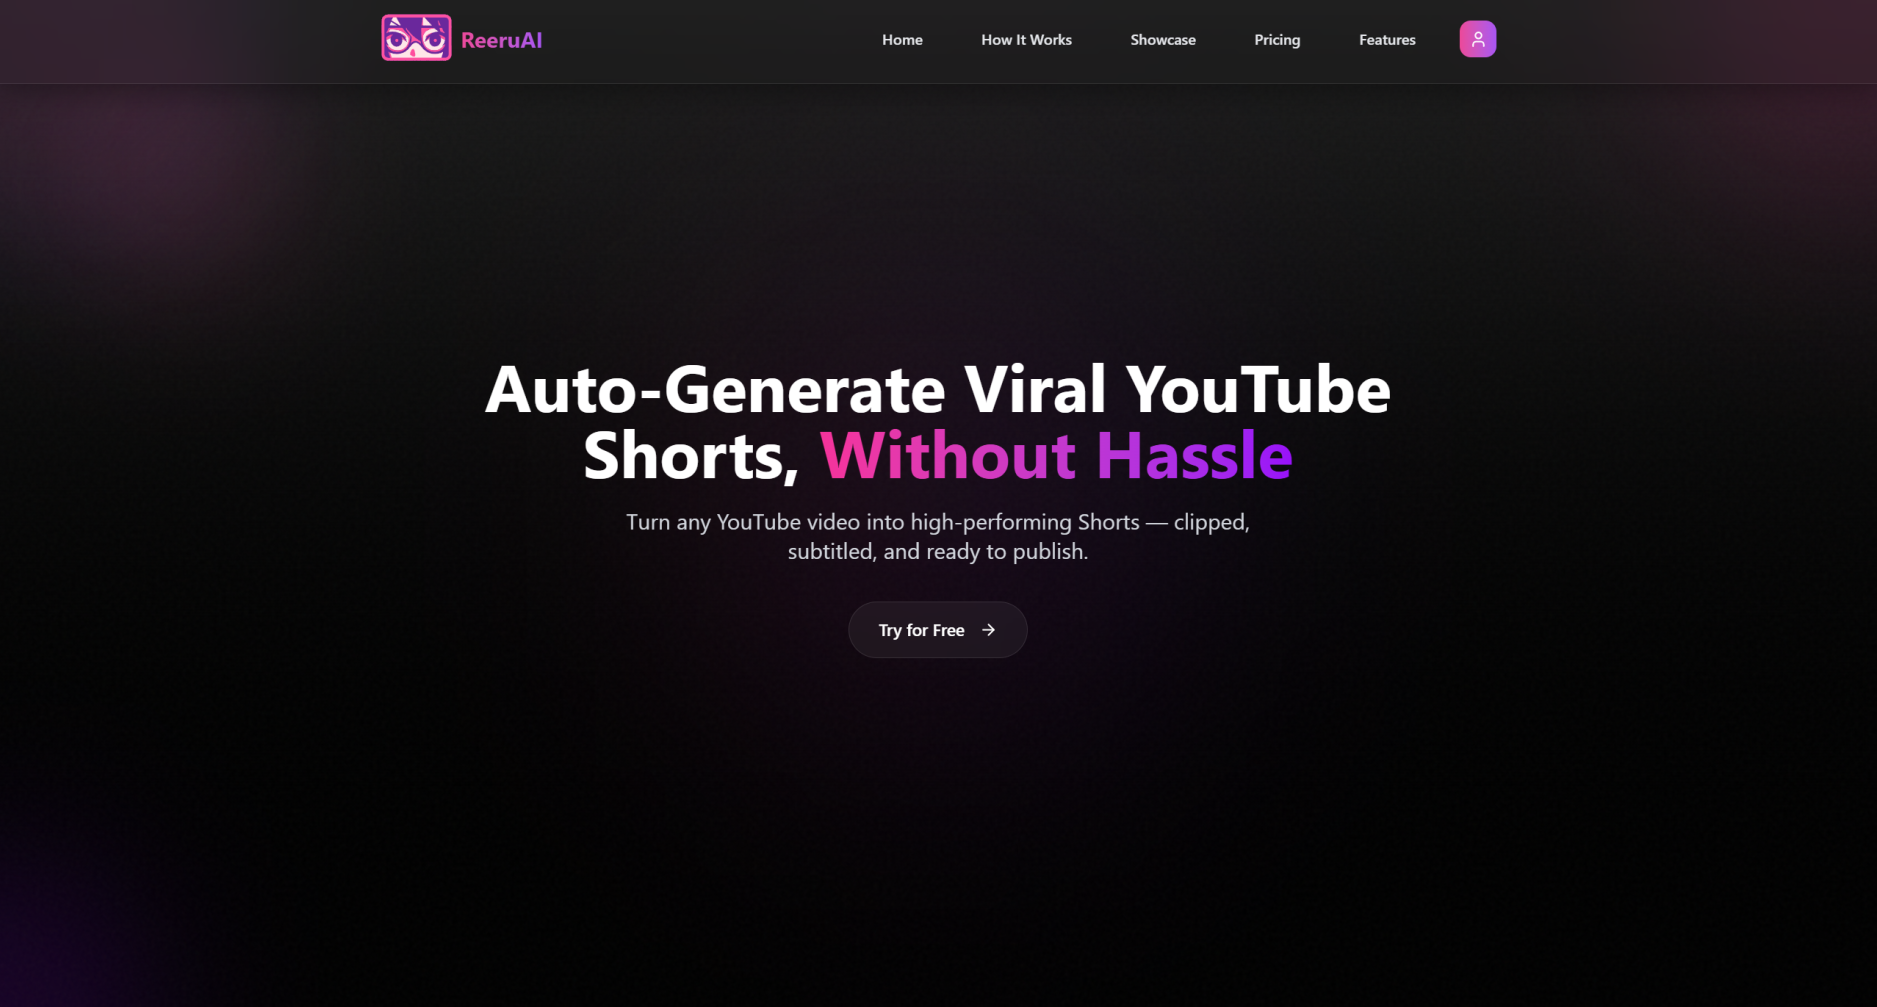 ReeruAI
Home
How It Works
Showcase
Pricing
Features
Auto-Generate Viral YouTube
Shorts, Without Hassle
Turn any YouTube video into high-performing Shorts — clipped,
subtitled, and ready to publish.
Try for Free